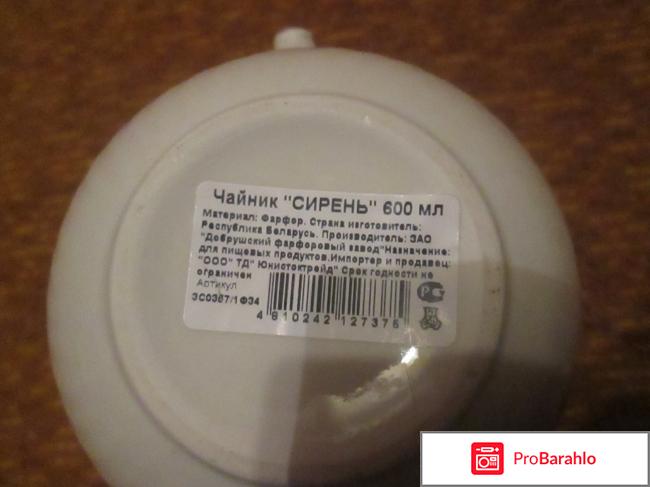 Чайник "СИРЕНЬ" 600 мл
Материал: Фарфор. Страна изготовитель:
Республика Беларусь. Производитель: ЗАО
"Добрушский фарфоровый завод"Назначение:
для пищевых продуктов.Импортер и продавец:
"ООО" ТД" Юнистоктрейд" Срок годности не
ограничен
Артикул
3С0367/1Ф34
4 810242 127375
ProBarahlo